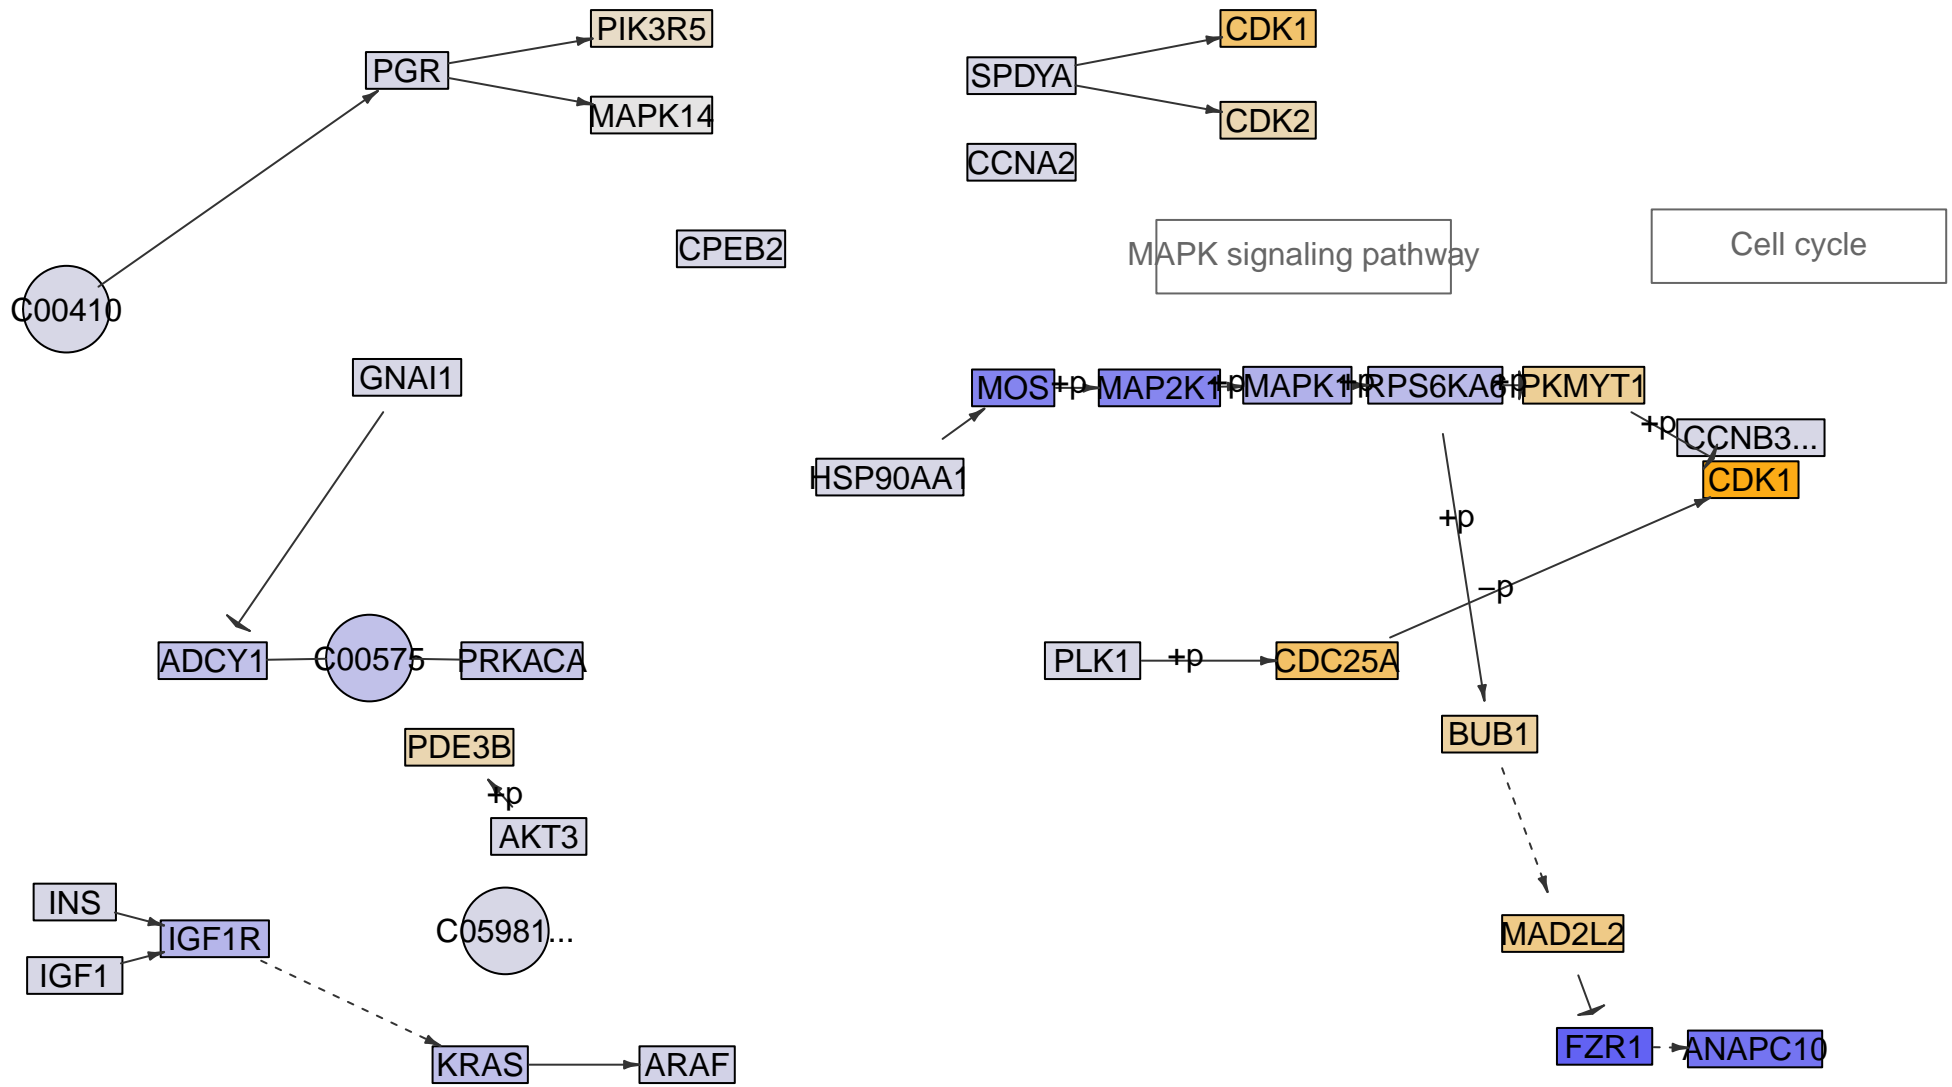 PIK3R5
CDK1
PGR
SPDYA
MAPK14
CDK2
CCNA2
CPEB2
MAPK signaling pathway
Cell cycle
C00410
GNAI1
MOS
+p
MAP2K1
+p
MAPK1
+p
RPS6KA6
+p
PKMYT1
+p
CCNB3...
HSP90AA1
CDK1
+p
−p
ADCY1
C00575
PRKACA
PLK1
+p
CDC25A
BUB1
PDE3B
+p
AKT3
INS
IGF1R
C05981...
MAD2L2
IGF1
KRAS
ARAF
FZR1
ANAPC10